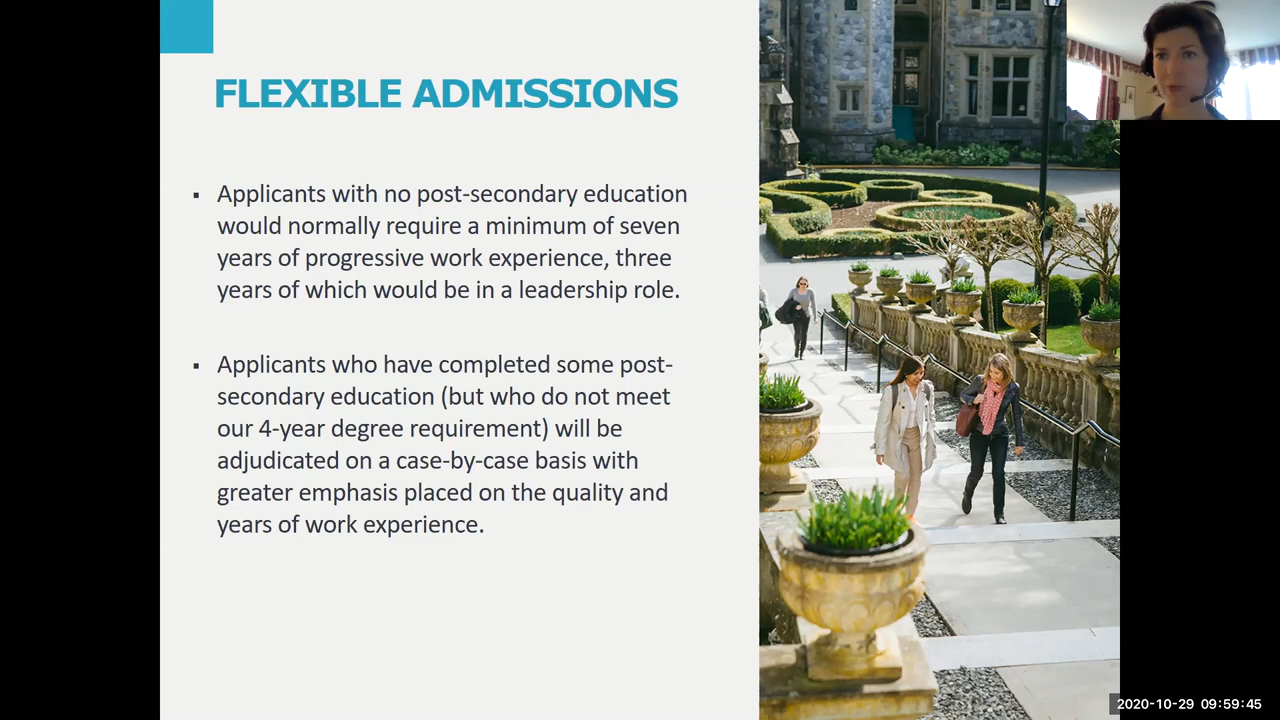 FLEXIBLE ADMISSIONS
▪ Applicants with no post-secondary education
would normally require a minimum of seven
years of progressive work experience, three
years of which would be in a leadership role.
▪ Applicants who have completed some post-
secondary education (but who do not meet
our 4-year degree requirement) will be
adjudicated on a case-by-case basis with
greater emphasis placed on the quality and
years of work experience.
2020-10-29 09:59:45